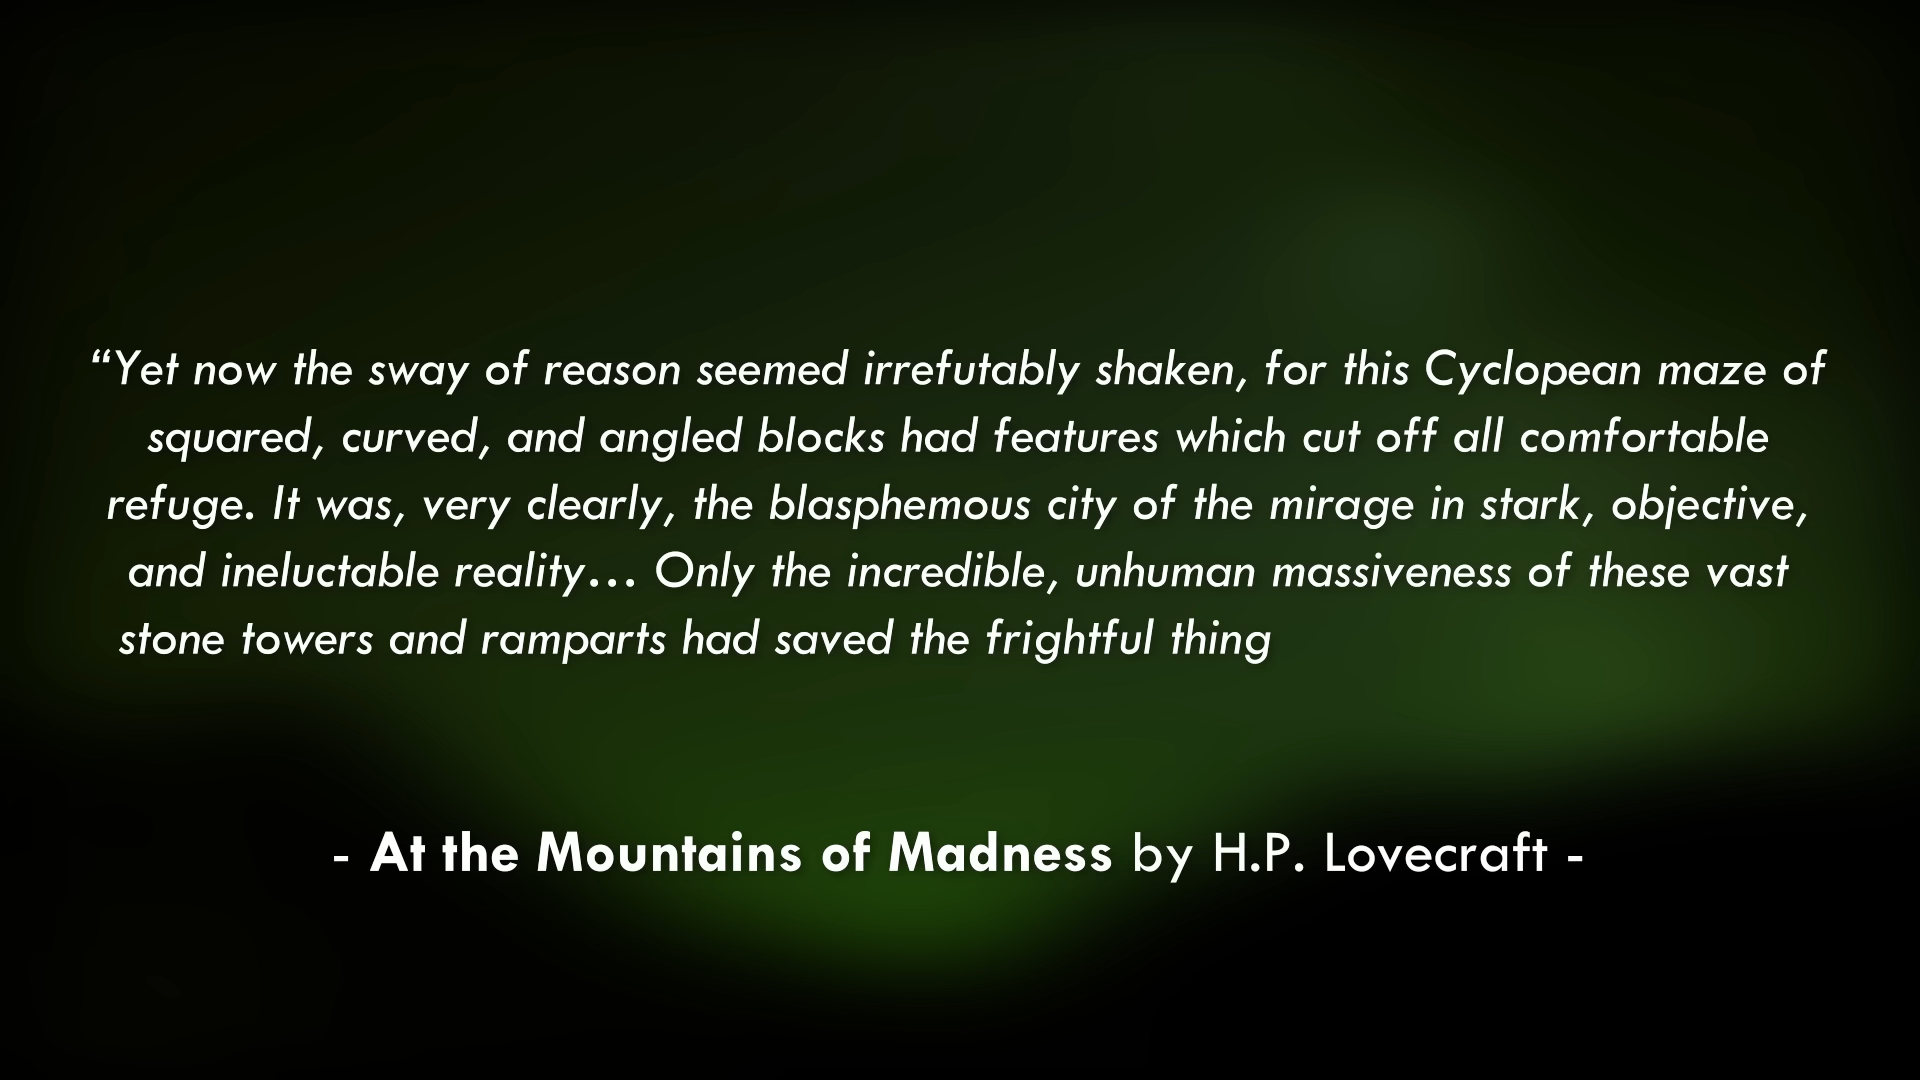 “Yet now the sway of reason seemed irrefutably shaken, for this Cyclopean maze of
squared, curved, and angled blocks had features which cut off all comfortable
refuge. It was, very clearly, the blasphemous city of the mirage in stark, objective,
and ineluctable reality… Only the incredible, unhuman massiveness of these vast
stone towers and ramparts had saved the frightful thing
- At the Mountains of Madness by H.P. Lovecraft -